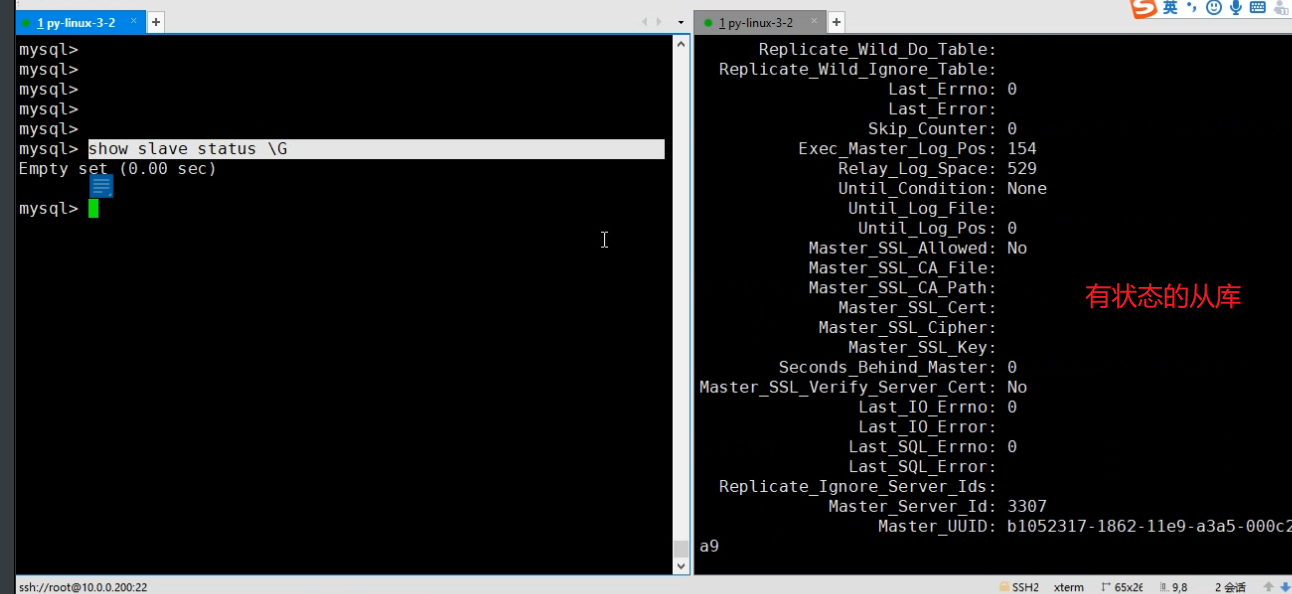 1 py-linux-3-2 × +
mysql>
mysql>
mysql>
mysql>
mysql>
mysql> show slave status \G
Empty set (0.00 sec)
mysql>
1 py-linux-3-2 × +
英
Replicate_Wild_Do_Table:
Replicate_Wild_Ignore_Table:
Last_Errno: 0
Last_Error:
Skip_Counter: 0
Exec_Master_Log_Pos: 154
Relay_Log_Space: 529
Until_Condition: None
Until_Log_File:
Until_Log_Pos: 0
Master_SSL_Allowed: No
Master_SSL_CA_File:
Master_SSL_CA_Path:
Master_SSL_Cert:
Master_SSL_Cipher:
Master_SSL_Key:
Seconds_Behind_Master: 0
Master_SSL_Verify_Server_Cert: No
Last_IO_Errno: 0
Last_IO_Error:
Last_SQL_Errno: 0
Last_SQL_Error:
Replicate_Ignore_Server_Ids:
Master_Server_Id: 3307
Master_UUID: b1052317-1862-11e9-a3a5-000c2
a9
有状态的从库
ssh://root@10.0.0.200:22
SSH2 xterm 65x26 9,8 2 会话